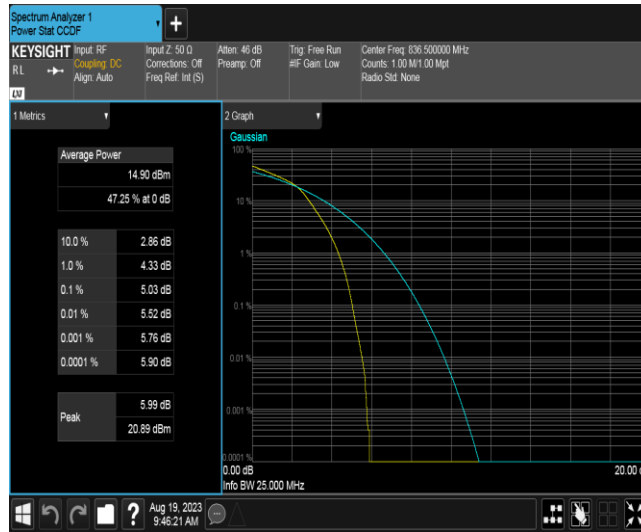 Spectrum Analyzer 1
Power Stat CCDF
KEYSIGHT
RL
LXI
Input: RF
Coupling: DC
Align: Auto
Input Z: 50 Ω
Corrections: Off
Freq Ref: Int (S)
Atten: 46 dB
Preamp: Off
Trig: Free Run
#IF Gain: Low
Center Freq: 836.500000 MHz
Counts: 1.00 M/1.00 Mpt
Radio Std: None
1 Metrics
Average Power
14.90 dBm
47.25 % at 0 dB
10.0 % 2.86 dB
1.0 % 4.33 dB
0.1 % 5.03 dB
0.01 % 5.52 dB
0.001 % 5.76 dB
0.0001 % 5.90 dB
Peak
5.99 dB
20.89 dBm
2 Graph
Gaussian
100 %
10 %
1 %
0.1 %
0.01 %
0.001 %
0.0001 %
0.00 dB 20.00
Info BW 25.000 MHz
Aug 19, 2023
9:46:21 AM